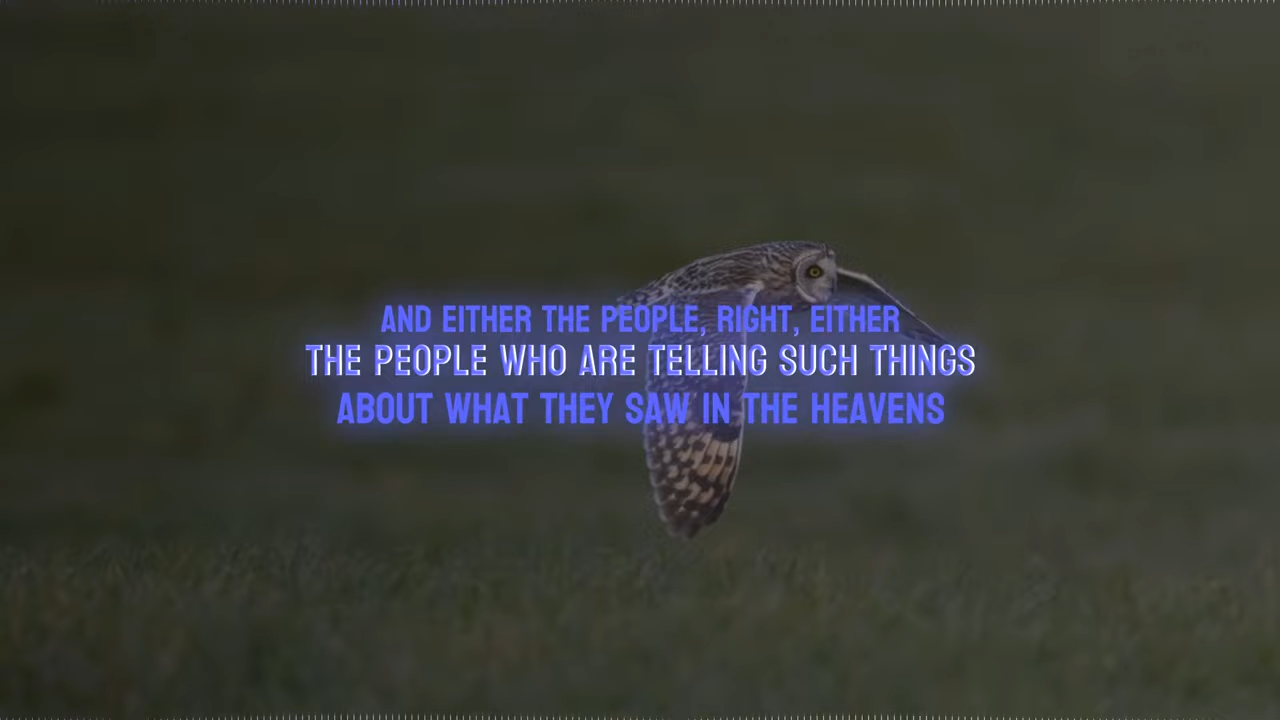 AND EITHER THE PEOPLE, RIGHT, EITHER
THE PEOPLE WHO ARE TELLING SUCH THINGS
ABOUT WHAT THEY SAW IN THE HEAVENS